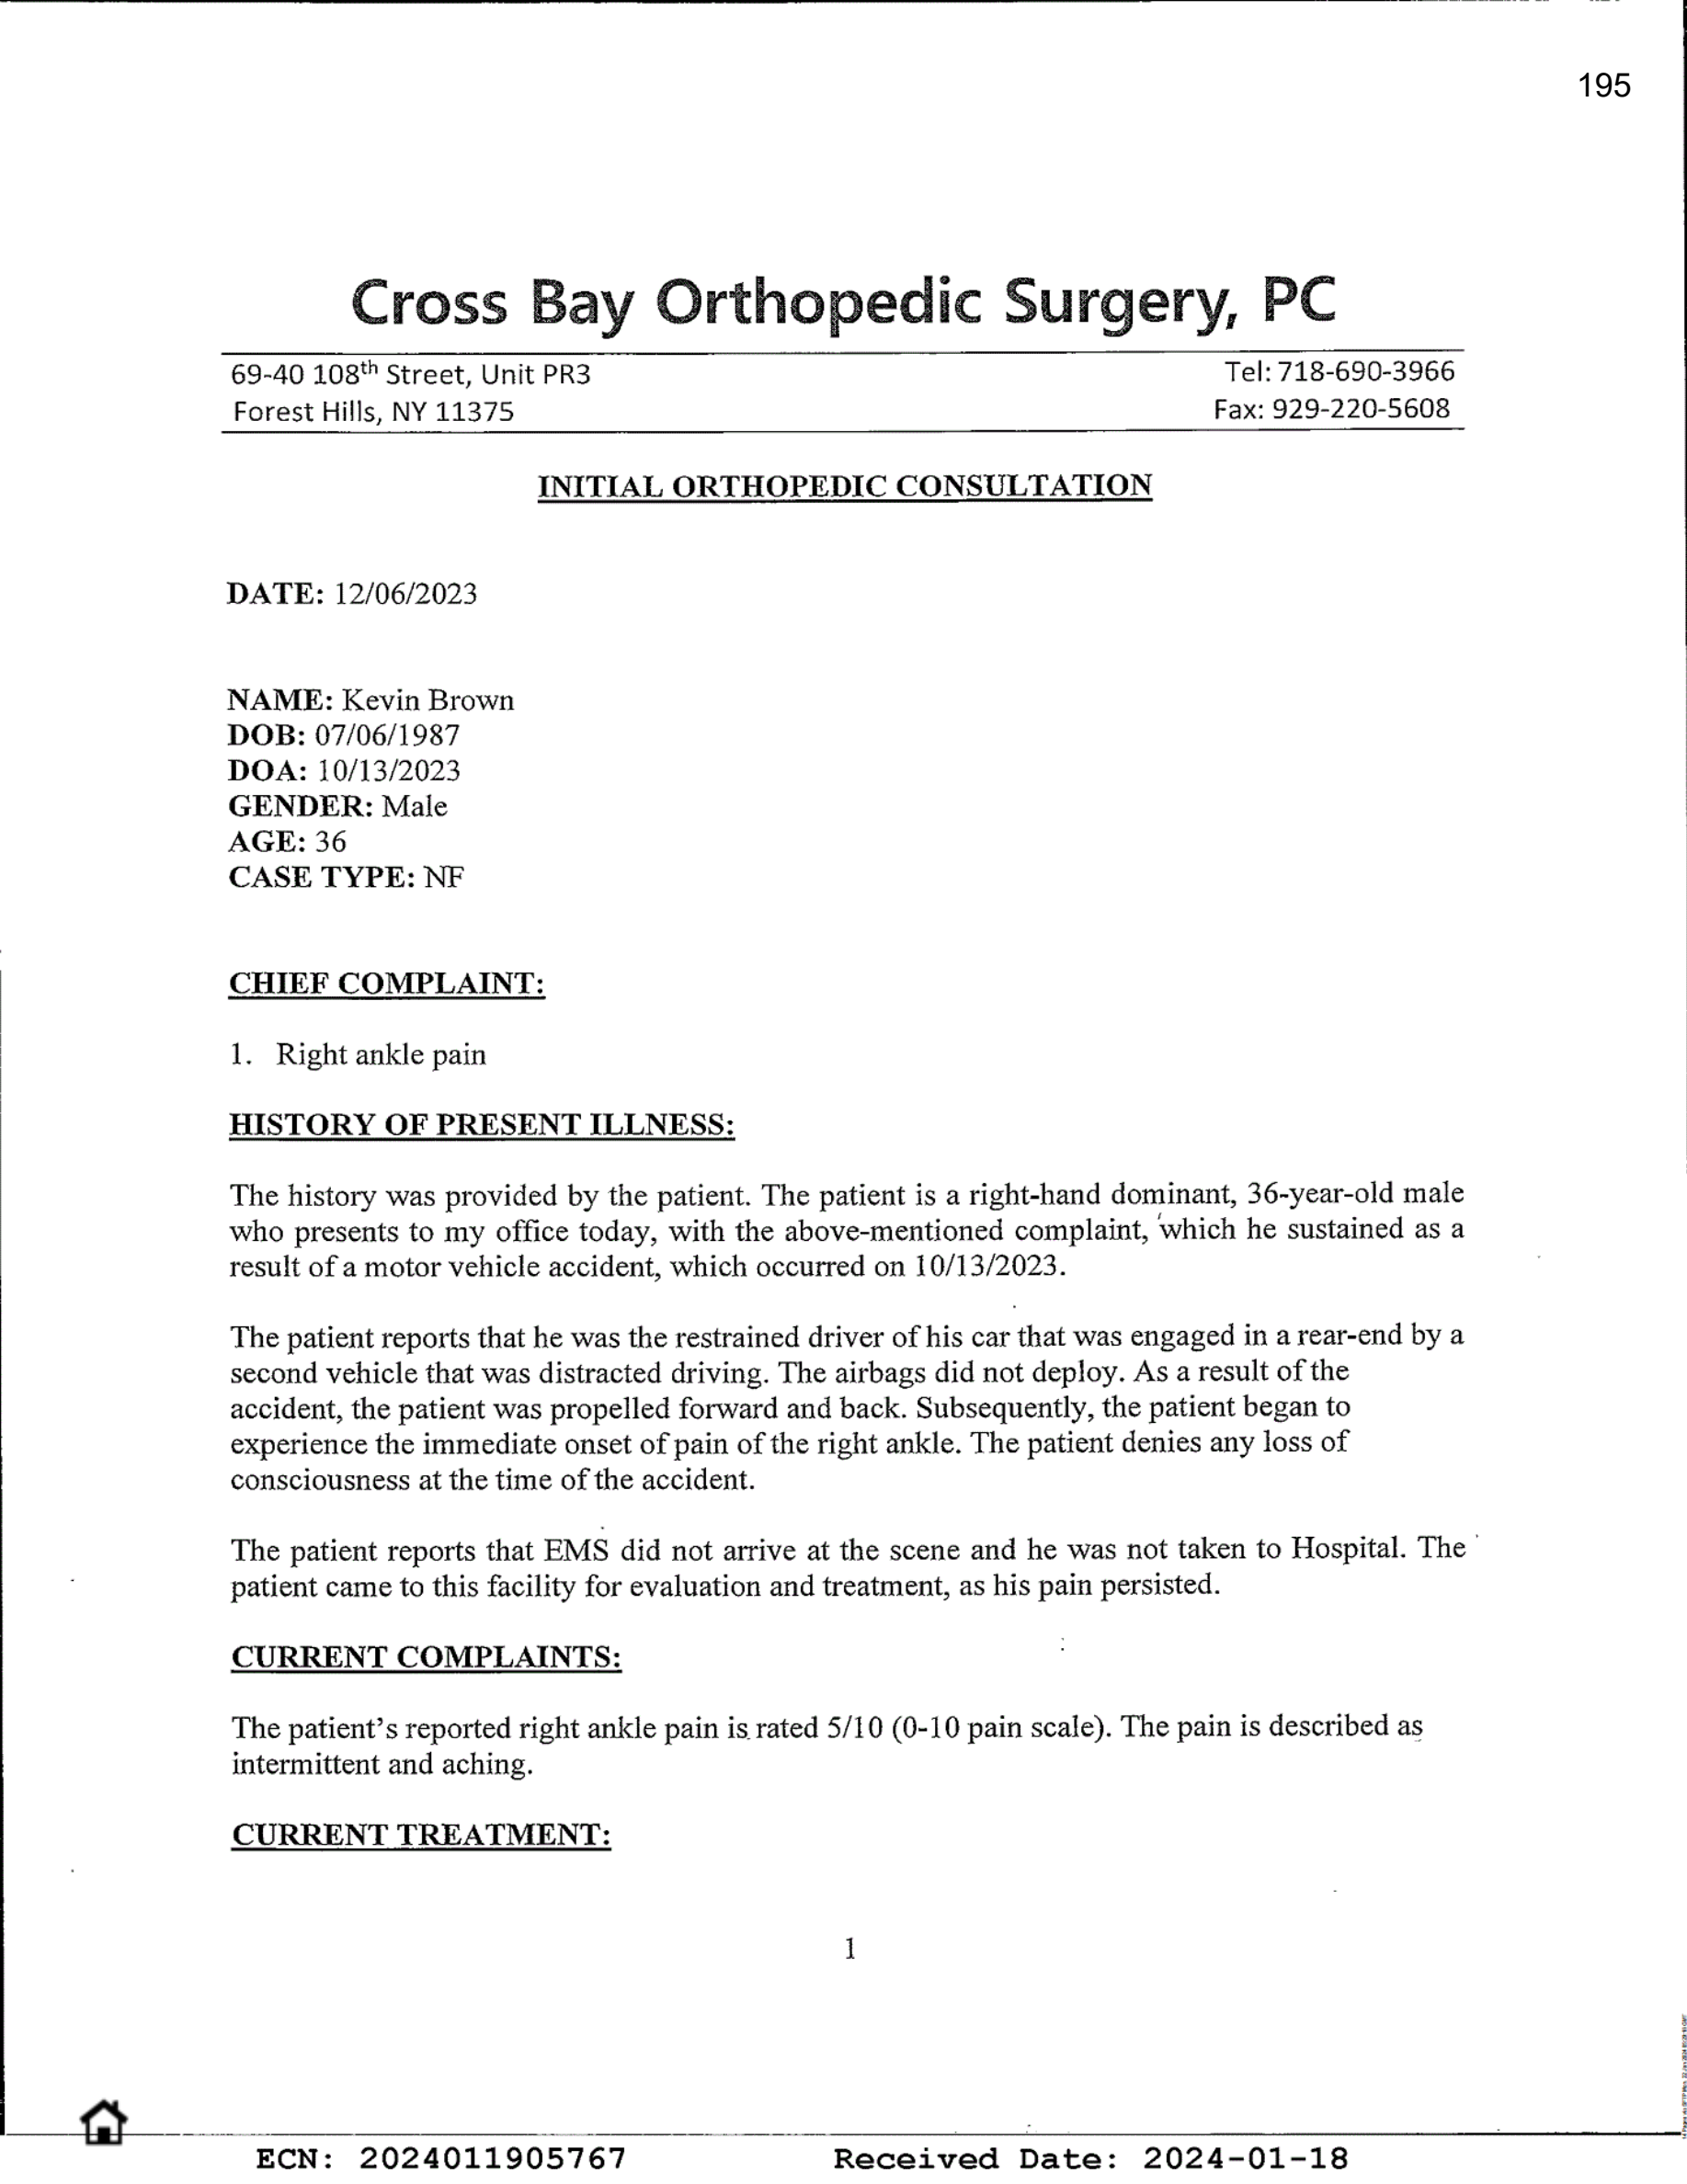 195
Cross Bay Orthopedic Surgery, PC
69-40 108th Street, Unit PR3
Tel: 718-690-3966
Forest Hills, NY 11375
Fax: 929-220-5608
INITIAL ORTHOPEDIC CONSULTATION
DATE: 12/06/2023
NAME: Kevin Brown
DOB: 07/06/1987
DOA: 10/13/2023
GENDER: Male
AGE: 36
CASE TYPE: NF
CHIEF COMPLAINT:
1. Right ankle pain
HISTORY OF PRESENT ILLNESS:
The history was provided by the patient. The patient is a right-hand dominant, 36-year-old male
who presents to my office today, with the above-mentioned complaint, which he sustained as a
result of a motor vehicle accident, which occurred on 10/13/2023.
The patient reports that he was the restrained driver of his car that was engaged in a rear-end by a
second vehicle that was distracted driving. The airbags did not deploy. As a result of the
accident, the patient was propelled forward and back. Subsequently, the patient began to
experience the immediate onset of pain of the right ankle. The patient denies any loss of
consciousness at the time of the accident.
The patient reports that EMS did not arrive at the scene and he was not taken to Hospital. The
patient came to this facility for evaluation and treatment, as his pain persisted.
CURRENT COMPLAINTS:
The patient's reported right ankle pain is rated 5/10 (0-10 pain scale). The pain is described as
intermittent and aching.
CURRENT TREATMENT:
1
ECN: 2024011905767
Received Date: 2024-01-18